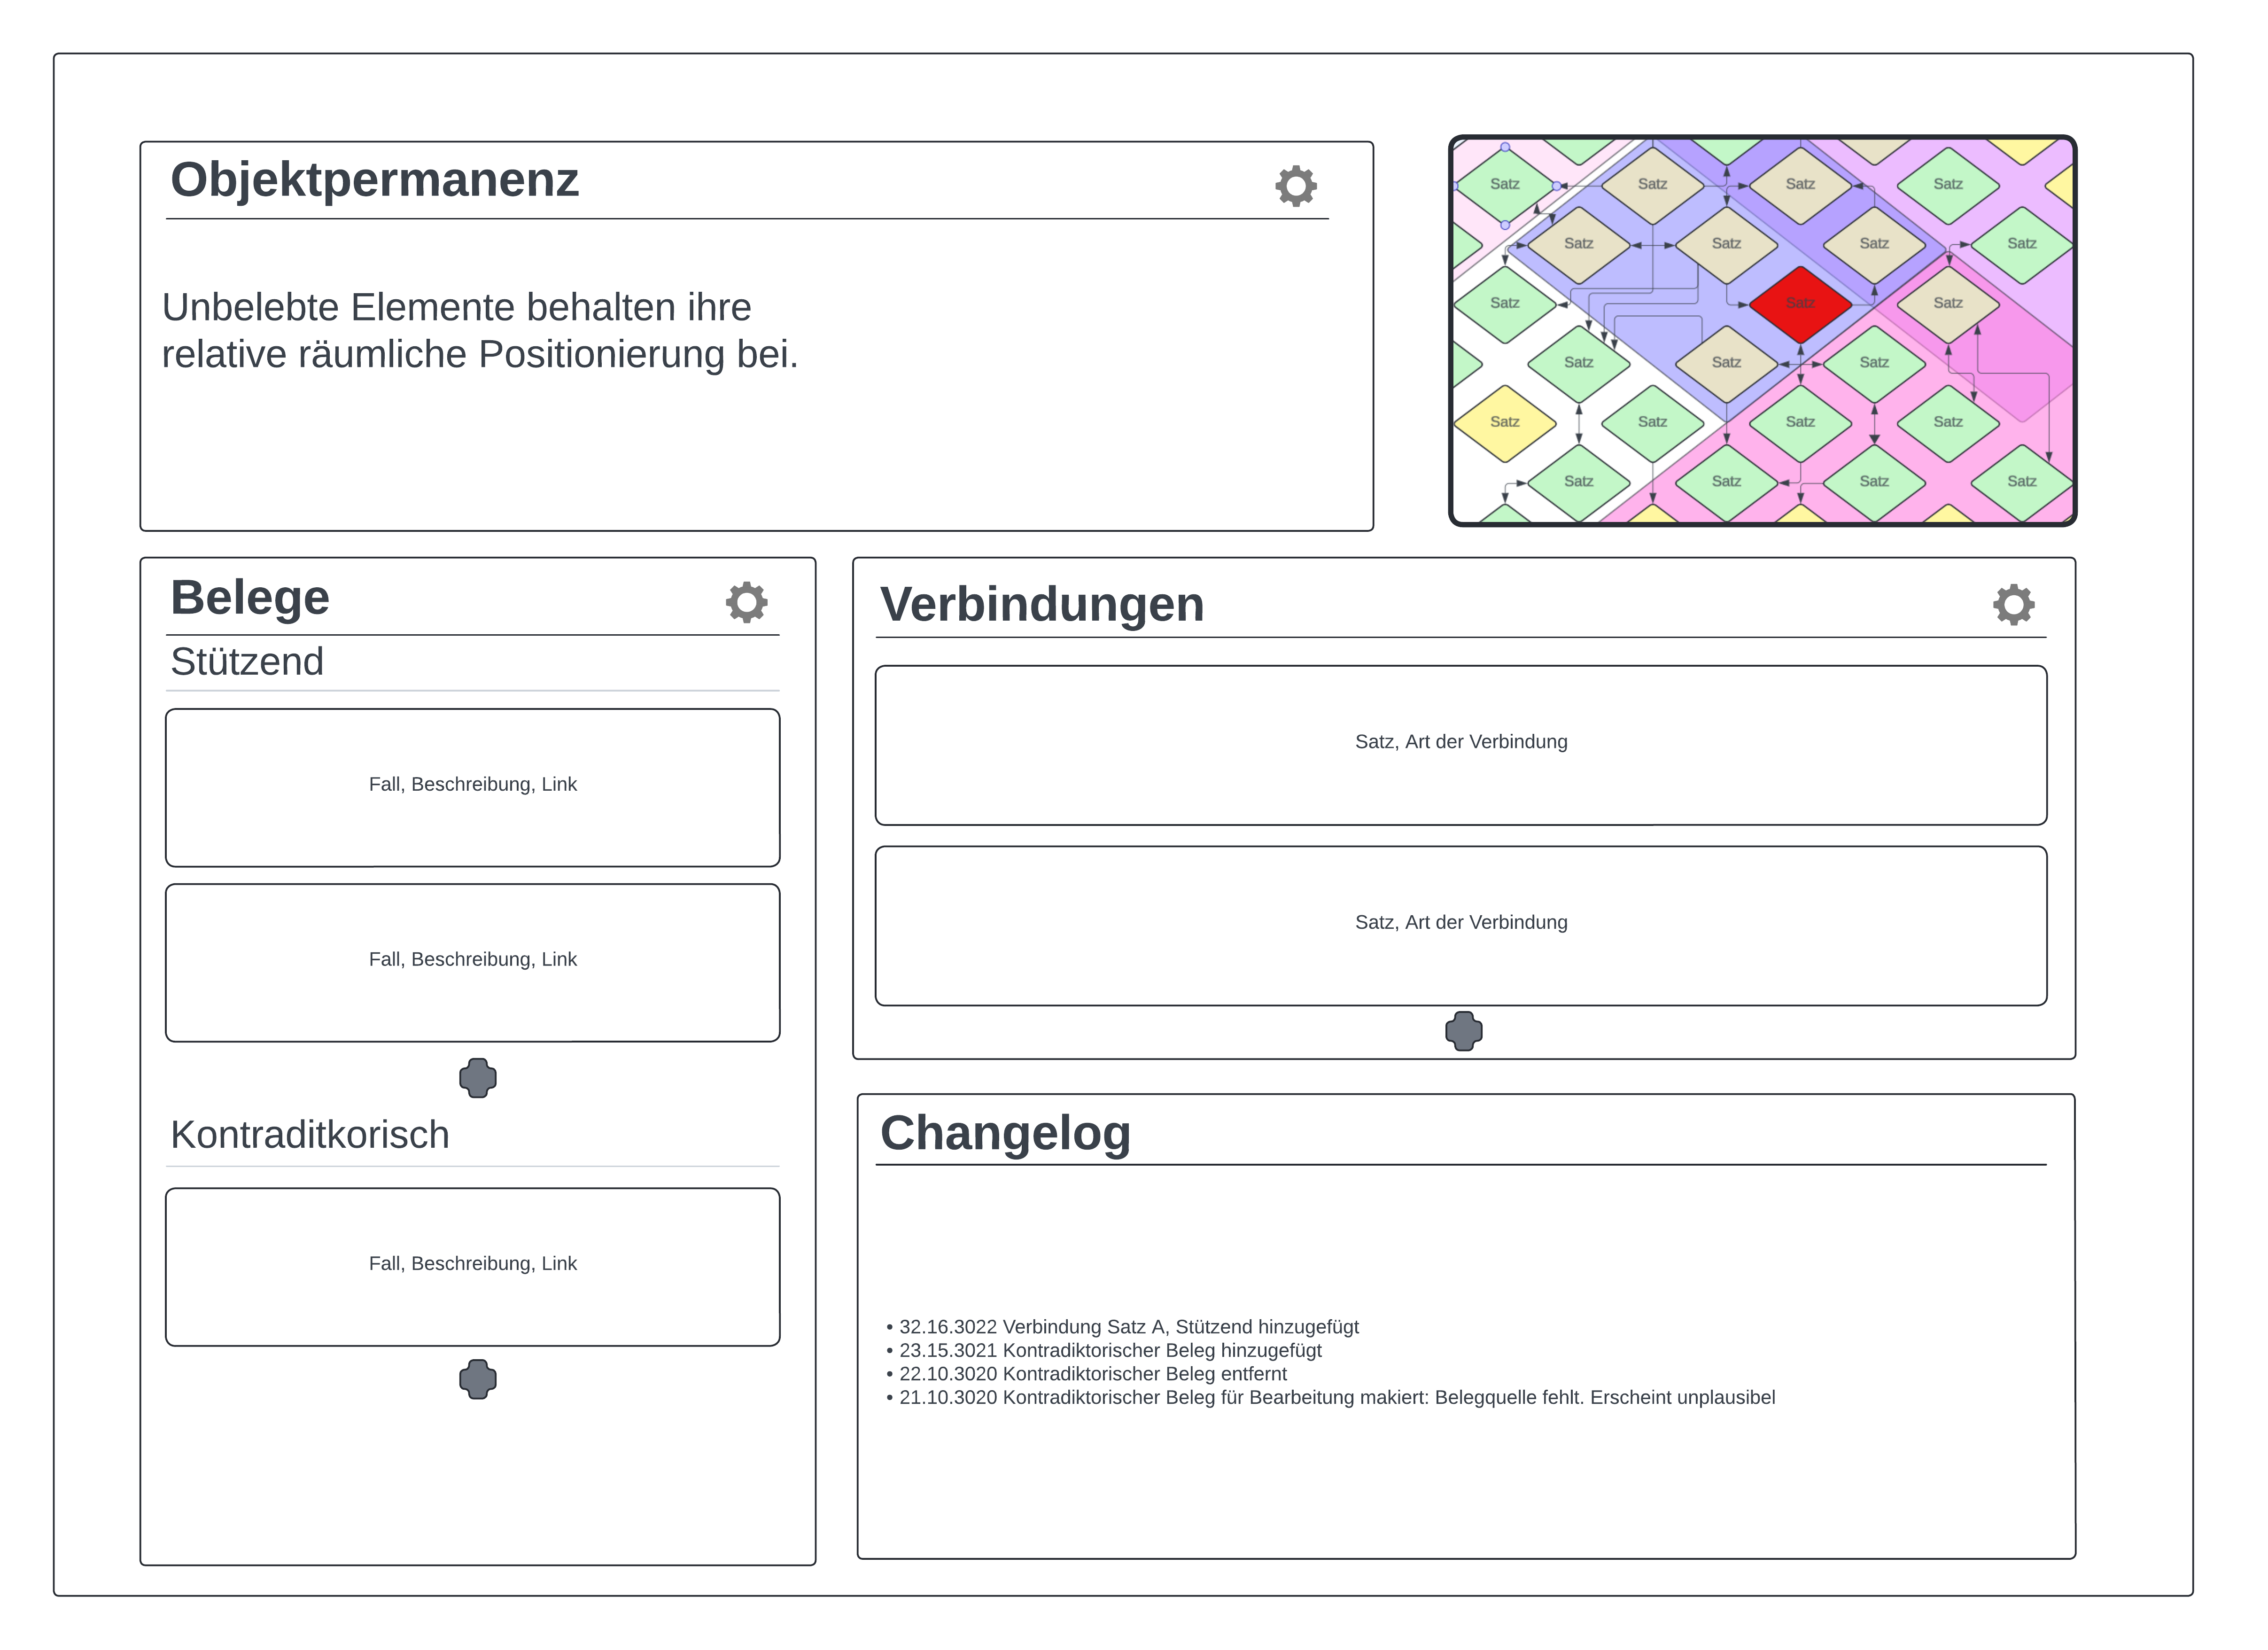 Objektpermanenz
Unbelebte Elemente behalten ihre
relative räumliche Positionierung bei.
Satz Satz Satz Satz
Satz Satz Satz Satz
Satz Satz Satz
Satz Satz Satz
Satz Satz Satz Satz
Satz Satz Satz Satz
Belege
Stützend
Fall, Beschreibung, Link
Fall, Beschreibung, Link
Kontraditkorisch
Fall, Beschreibung, Link
Verbindungen
Satz, Art der Verbindung
Satz, Art der Verbindung
Changelog
• 32.16.3022 Verbindung Satz A, Stützend hinzugefügt
• 23.15.3021 Kontradiktorischer Beleg hinzugefügt
• 22.10.3020 Kontradiktorischer Beleg entfernt
• 21.10.3020 Kontradiktorischer Beleg für Bearbeitung makiert: Belegquelle fehlt. Erscheint unplausibel